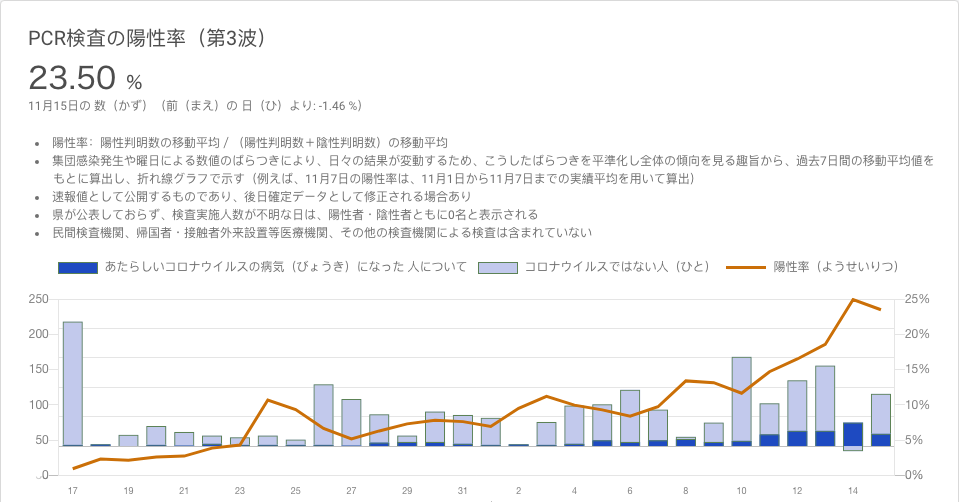 PCR検査の陽性率（第3波）
23.50 %
11月15日の 数（かず）（前（まえ）の 日（ひ）より: -1.46 %）
• 陽性率：陽性判明数の移動平均 / （陽性判明数＋陰性判明数）の移動平均
• 集団感染発生や曜日による数値のばらつきにより、日々の結果が変動するため、こうしたばらつきを平準化し全体の傾向を見る趣旨から、過去7日間の移動平均値を
もとに算出し、折れ線グラフで示す（例えば、11月7日の陽性率は、11月1日から11月7日までの実績平均を用いて算出）
• 速報値として公開するものであり、後日確定データとして修正される場合あり
• 県が公表しておらず、検査実施人数が不明な日は、陽性者・陰性者ともに0名と表示される
• 民間検査機関、帰国者・接触者外来設置等医療機関、その他の検査機関による検査は含まれていない
あたらしいコロナウイルスの病気（びょうき）になった 人について コロナウイルスではない人（ひと） 陽性率（ようせいりつ）
250 25%
200 20%
150 15%
100 10%
50 5%
0 0%
17 19 21 23 25 27 29 31 2 4 6 8 10 12 14